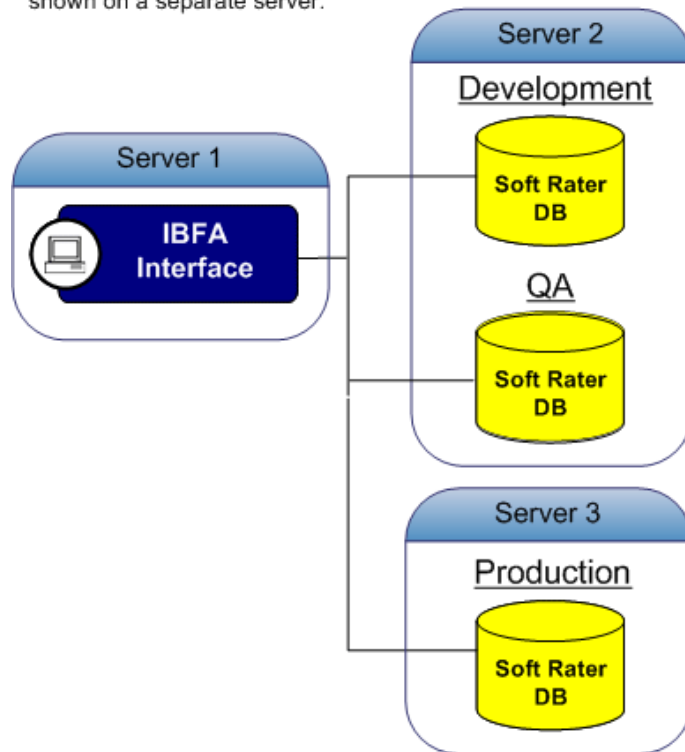 shown on a separate server.
Server 2
Development
Soft Rater
DB
Server 1
IBFA
Interface
QA
Soft Rater
DB
Server 3
Production
Soft Rater
DB